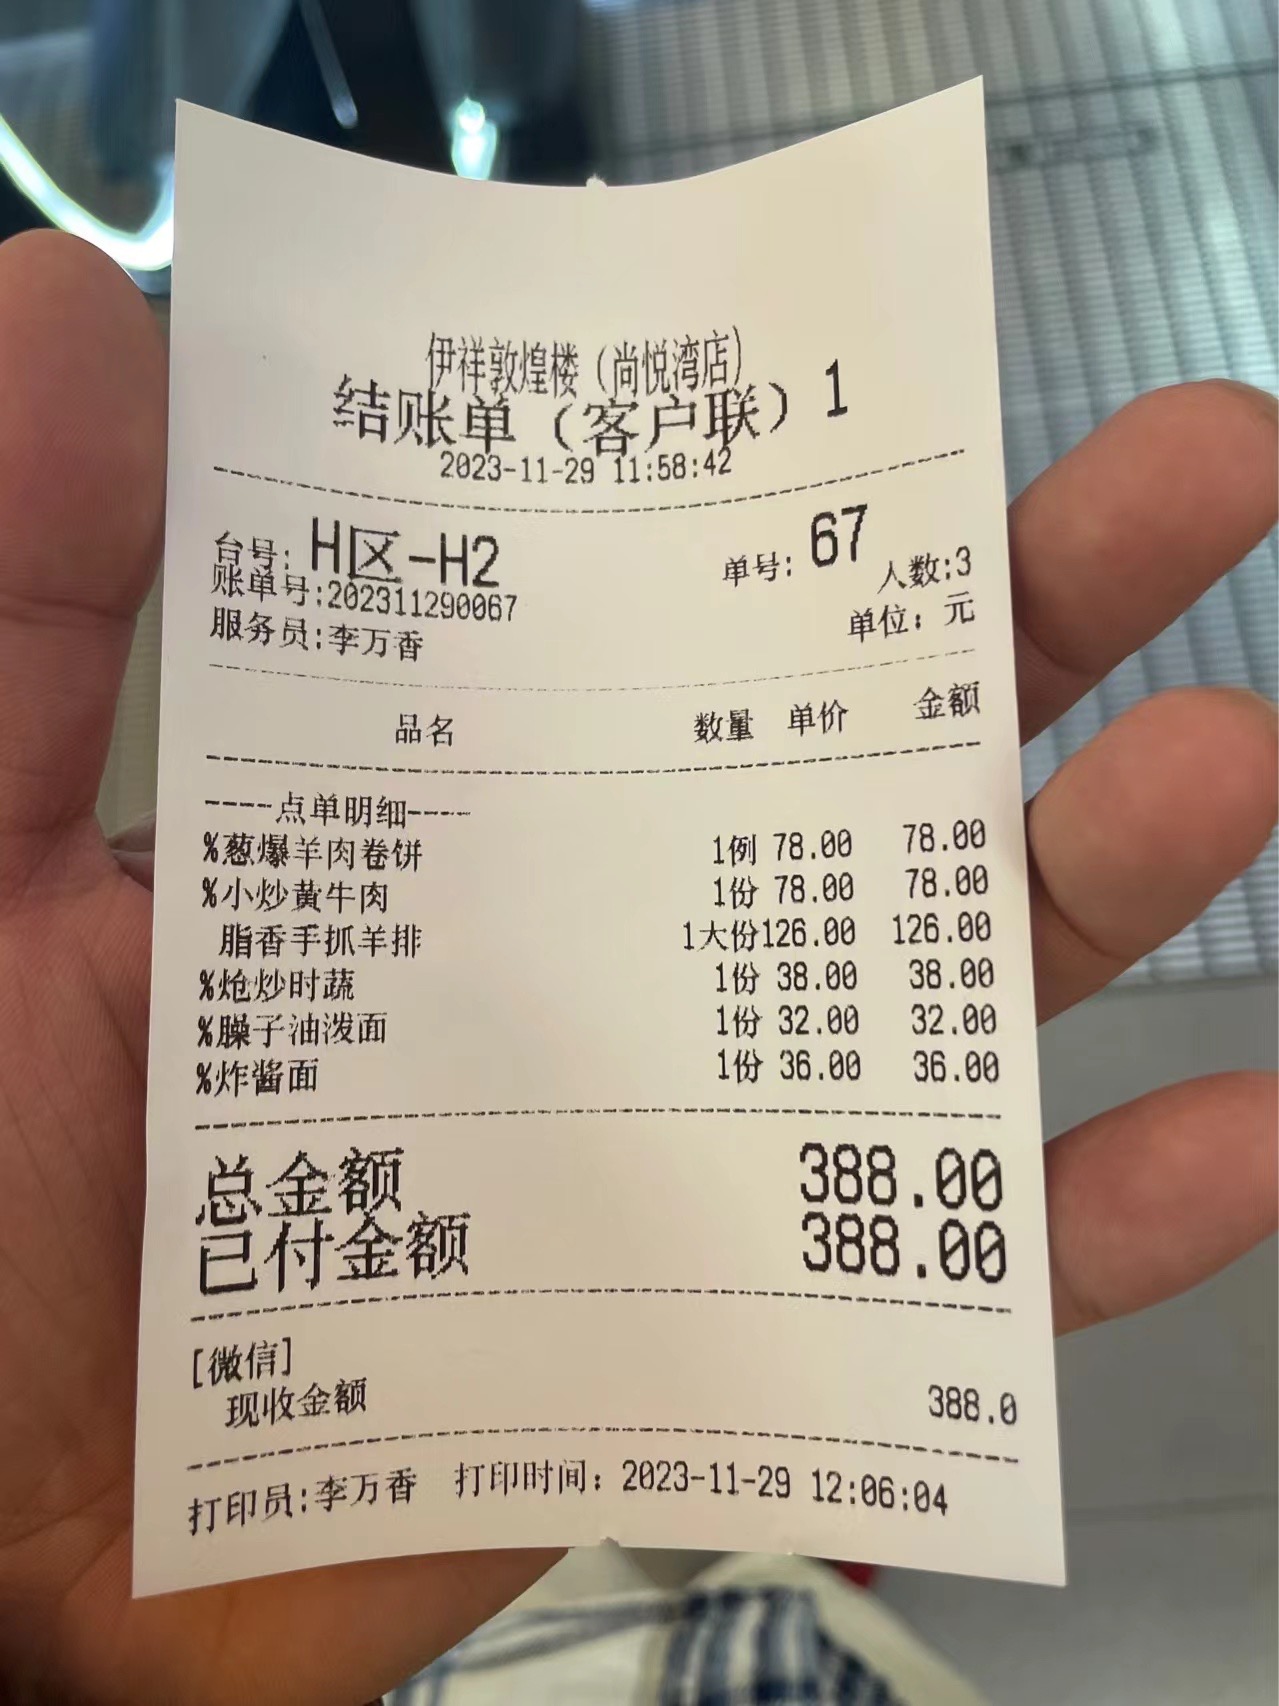 伊祥敦煌楼（尚悦湾店）
结账单（客户联）1
2023-11-29 11:58:42
台号: H区-H2 单号: 67
账单号:202311290067 人数:3
服务员:李万香 单位: 元
品名 数量 单价 金额
----点单明细----
%葱爆羊肉卷饼 1例 78.00 78.00
%小炒黄牛肉 1份 78.00 78.00
脂香手抓羊排 1大份126.00 126.00
%炝炒时蔬 1份 38.00 38.00
%臊子油泼面 1份 32.00 32.00
%炸酱面 1份 36.00 36.00
总金额 388.00
已付金额 388.00
[微信]
现收金额 388.0
打印员:李万香 打印时间: 2023-11-29 12:06:04